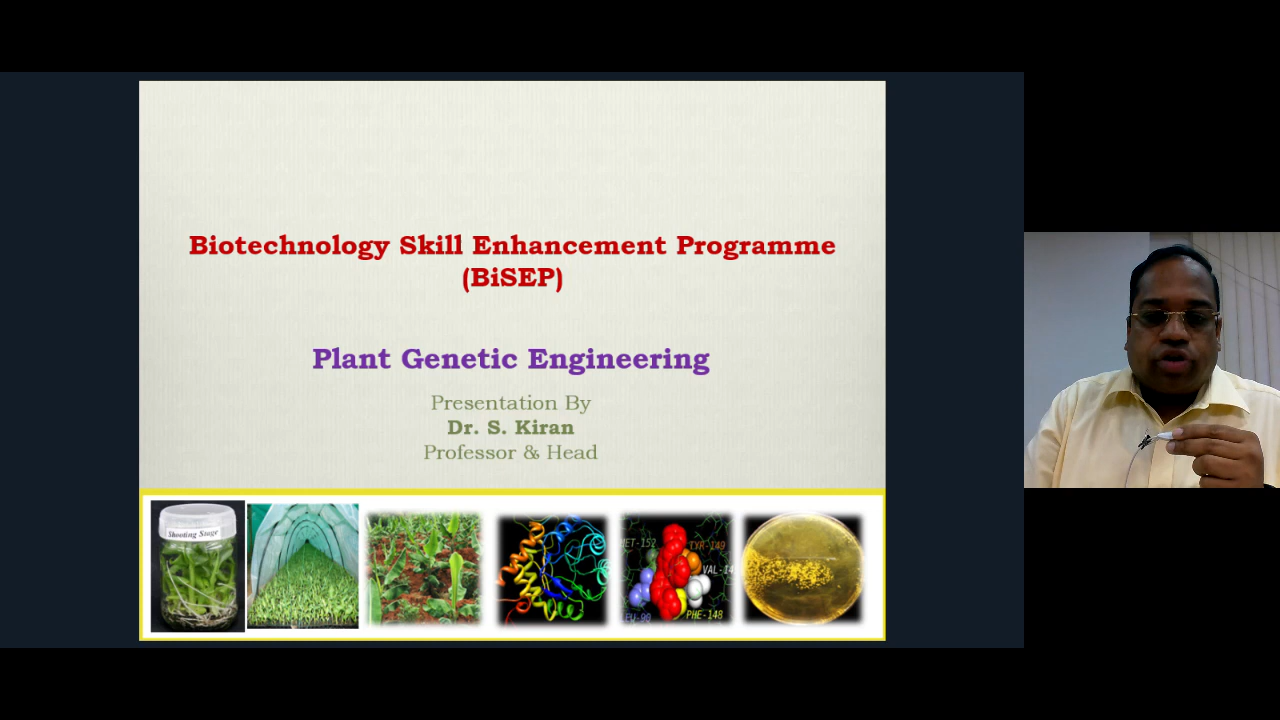 Biotechnology Skill Enhancement Programme
(BiSEP)
Plant Genetic Engineering
Presentation By
Dr. S. Kiran
Professor & Head
Shooting Stage
MET-152
TYR-149
VAL-14
PHE-148